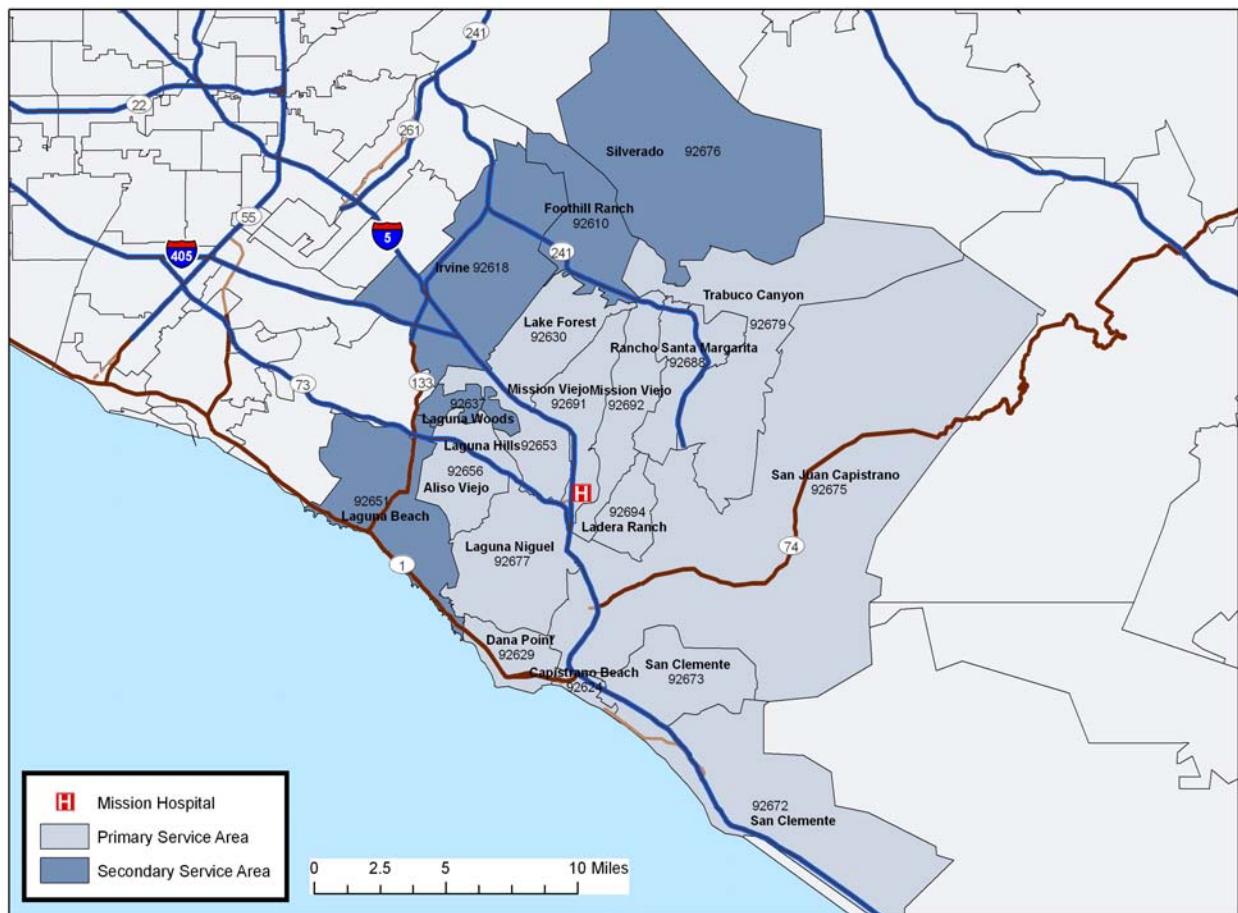 241
22
261
Silverado 92676
55
Foothill Ranch
92610
5
405
241
Irvine 92618
Trabuco Canyon
92679
Lake Forest
92630
Rancho Santa Margarita
92688
73
133
Mission Viejo
92691
Mission Viejo
92692
92637
Laguna Woods
Laguna Hills 92653
92656
Aliso Viejo
San Juan Capistrano
92675
92651
Laguna Beach
H
92694
Ladera Ranch
Laguna Niguel
92677
74
1
Dana Point
92629
San Clemente
92673
Capistrano Beach
92624
92672
San Clemente
H Mission Hospital
Primary Service Area
Secondary Service Area
0 2.5 5 10 Miles